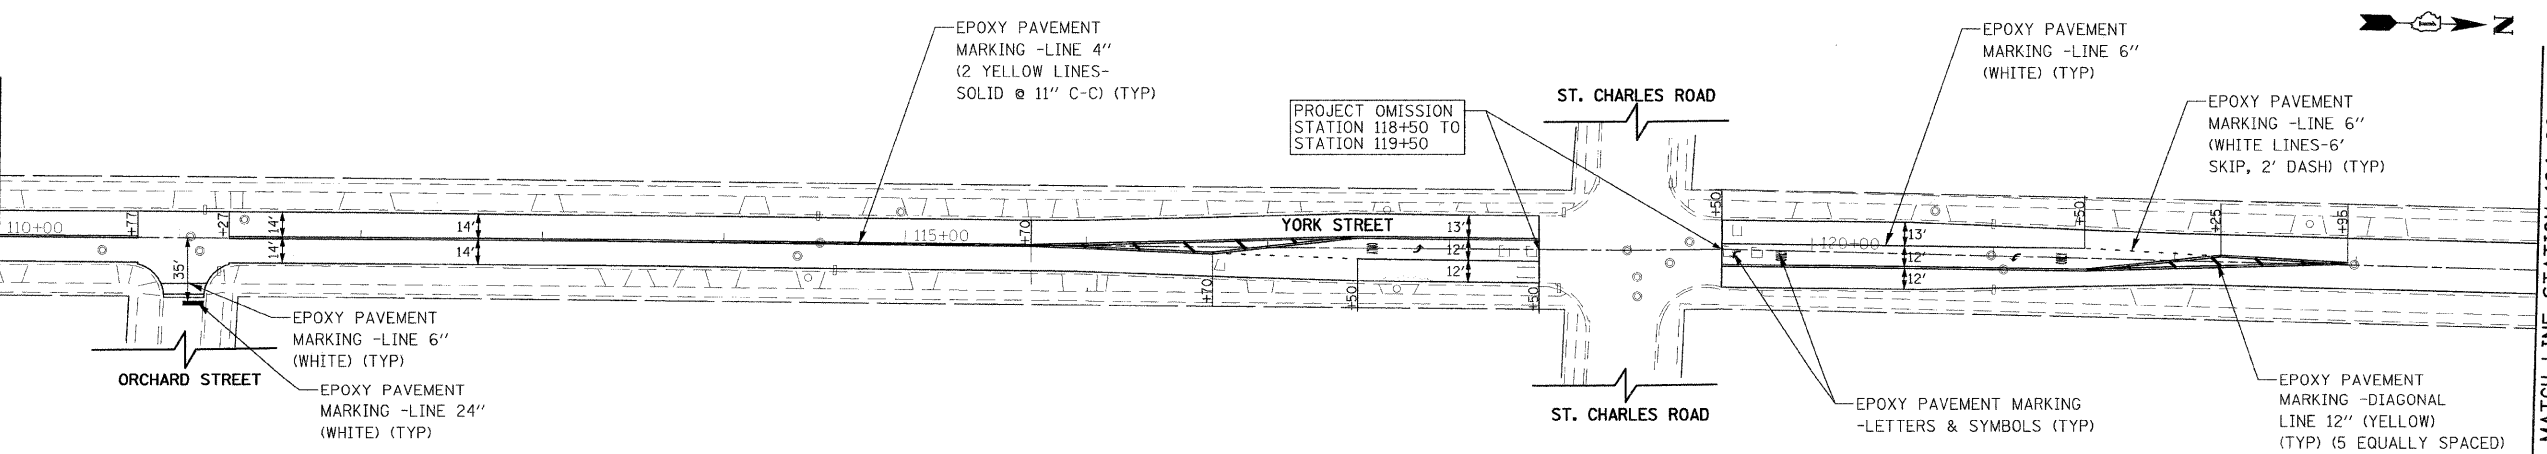 EPOXY PAVEMENT
MARKING -LINE 4"
(2 YELLOW LINES-
SOLID @ 11" C-C) (TYP)
PROJECT OMISSION
STATION 118+50 TO
STATION 119+50
ST. CHARLES ROAD
EPOXY PAVEMENT
MARKING -LINE 6"
(WHITE) (TYP)
EPOXY PAVEMENT
MARKING -LINE 6"
(WHITE LINES-6'
SKIP, 2' DASH) (TYP)
N
110+00
+77
+27
14'
14'
14'
14'
115+00
+70
YORK STREET
13'
12'
12'
+50
120+00
13'
12'
12'
+50
+25
+95
35'
+70
+50
+50
EPOXY PAVEMENT
MARKING -LINE 6"
(WHITE) (TYP)
ORCHARD STREET
EPOXY PAVEMENT
MARKING -LINE 24"
(WHITE) (TYP)
ST. CHARLES ROAD
EPOXY PAVEMENT MARKING
-LETTERS & SYMBOLS (TYP)
EPOXY PAVEMENT
MARKING -DIAGONAL
LINE 12" (YELLOW)
(TYP) (5 EQUALLY SPACED)
MATCH LINE STATION